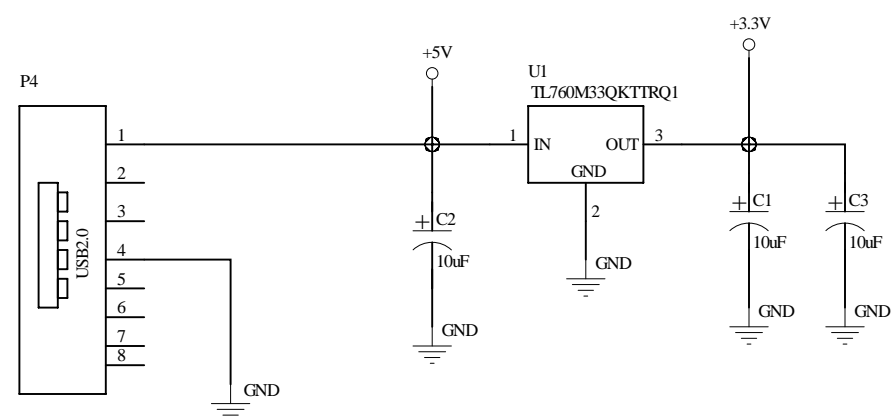 +3.3V
+5V
P4
U1
TL760M33QKTTRQ1
1
1
IN
OUT
3
2
GND
3
2
USB2.0
+
C2
+
C1
+
C3
4
10uF
10uF
10uF
GND
5
6
GND
GND
GND
7
8
GND